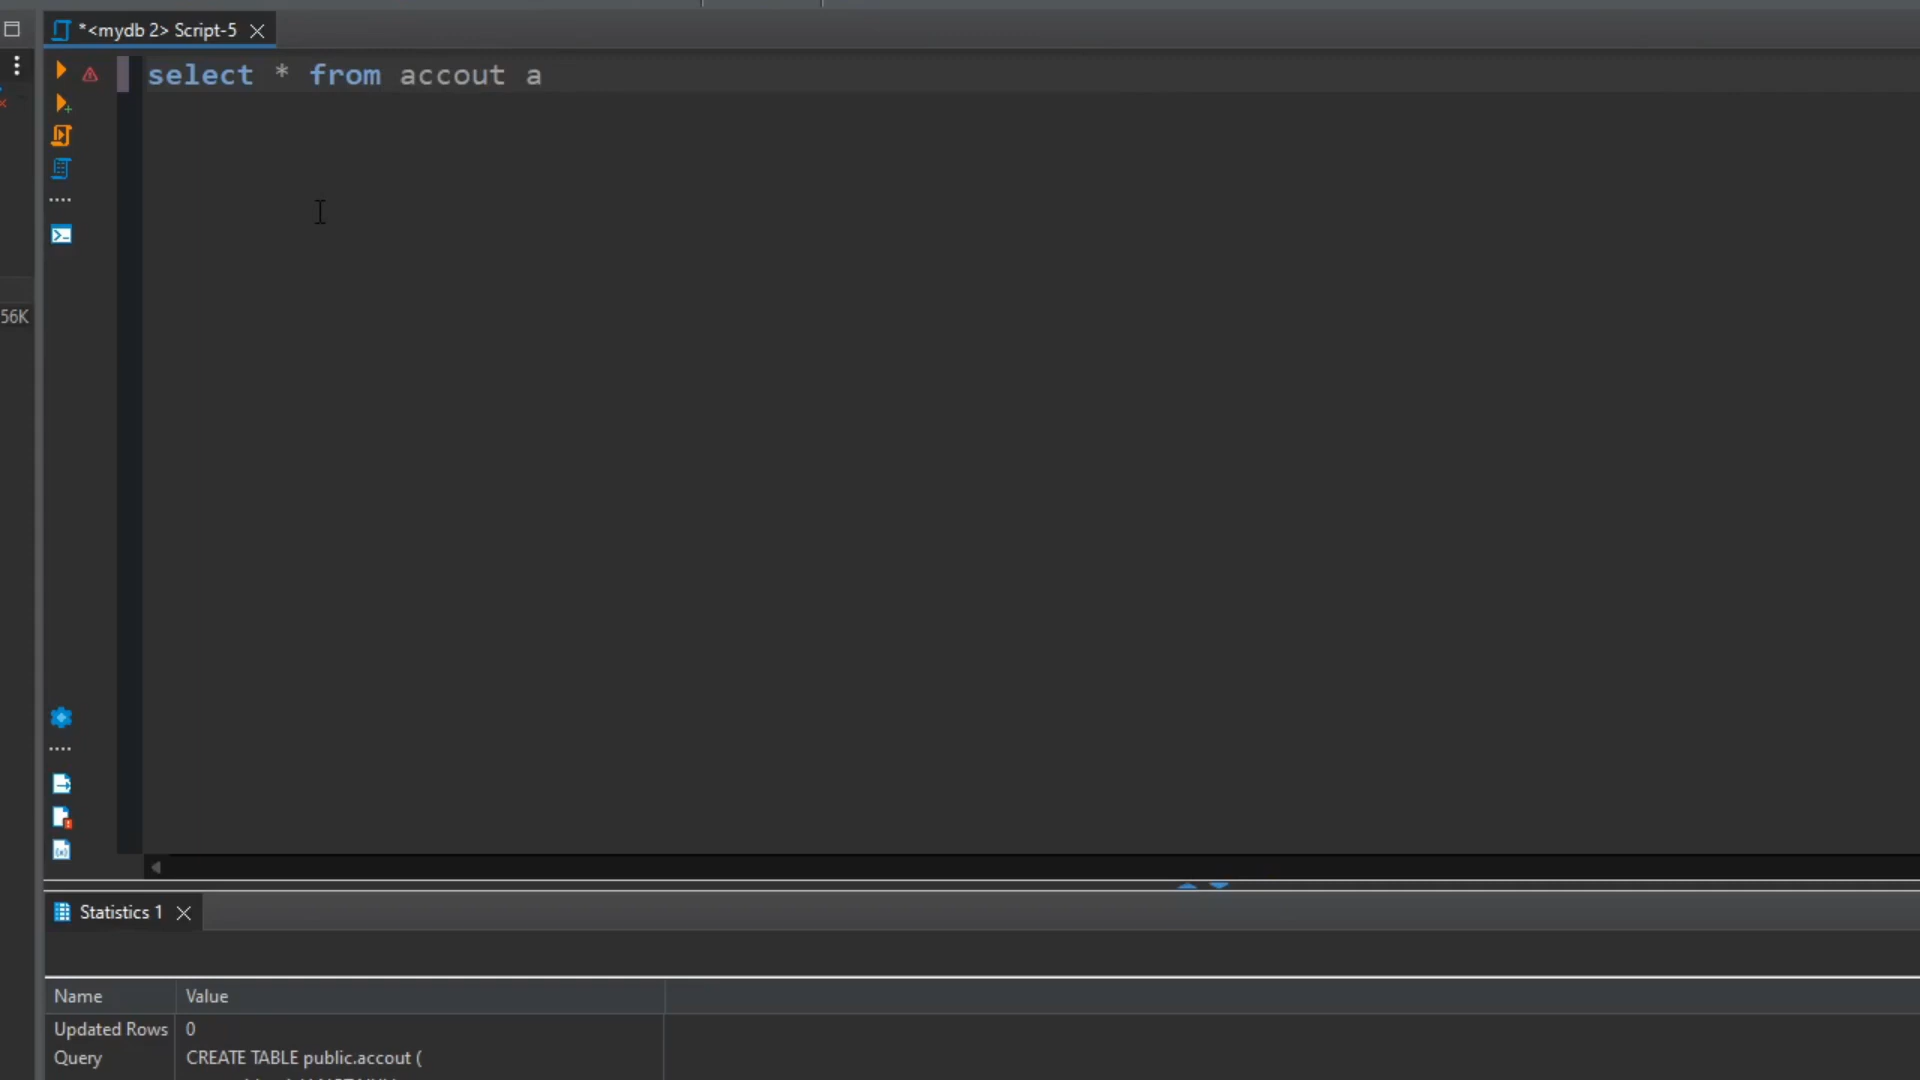 *<mydb 2> Script-5
select * from accout a
56K
Statistics 1
Name Value
Updated Rows 0
Query CREATE TABLE public.accout (